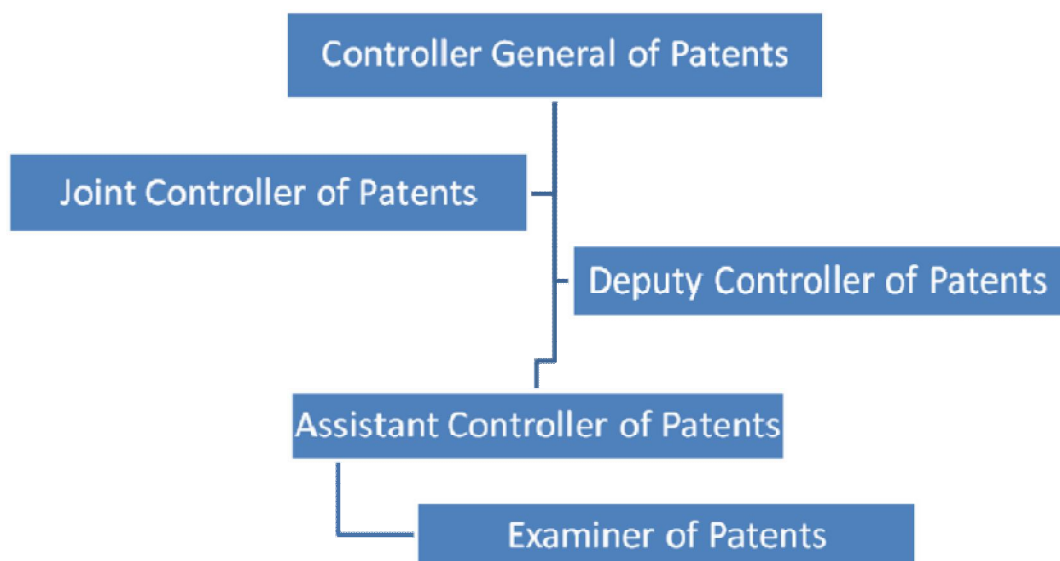 Controller General of Patents
Joint Controller of Patents
Deputy Controller of Patents
Assistant Controller of Patents
Examiner of Patents